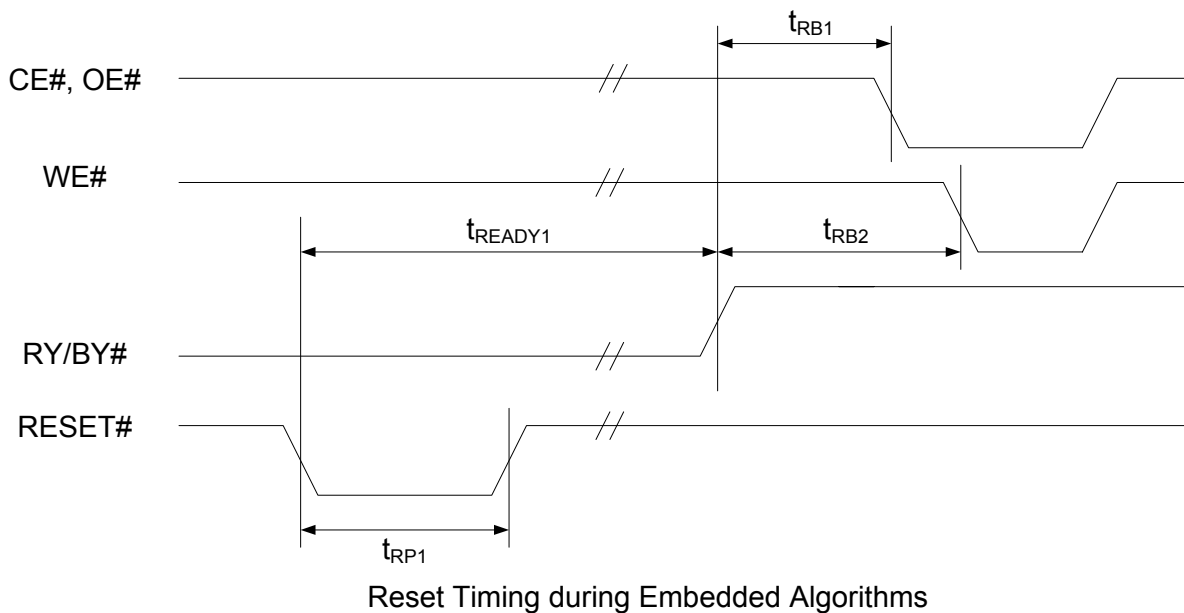 tRB1
CE#, OE#
WE#
tREADY1
tRB2
RY/BY#
RESET#
tRP1
Reset Timing during Embedded Algorithms